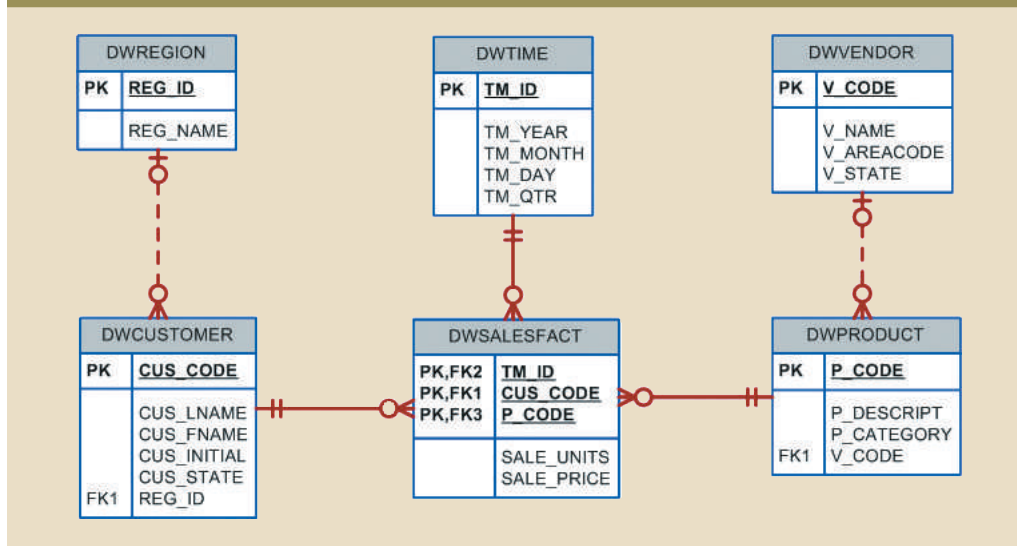 DWREGION
PK REG_ID
REG_NAME
DWTIME
PK TM_ID
TM_YEAR
TM_MONTH
TM_DAY
TM_QTR
DWVENDOR
PK V_CODE
V_NAME
V_AREACODE
V_STATE
DWCUSTOMER
PK CUS_CODE
CUS_LNAME
CUS_FNAME
CUS_INITIAL
CUS_STATE
FK1 REG_ID
DWSALESFACT
PK,FK2 TM_ID
PK,FK1 CUS_CODE
PK,FK3 P_CODE
SALE_UNITS
SALE_PRICE
DWPRODUCT
PK P_CODE
P_DESCRIPT
P_CATEGORY
FK1 V_CODE